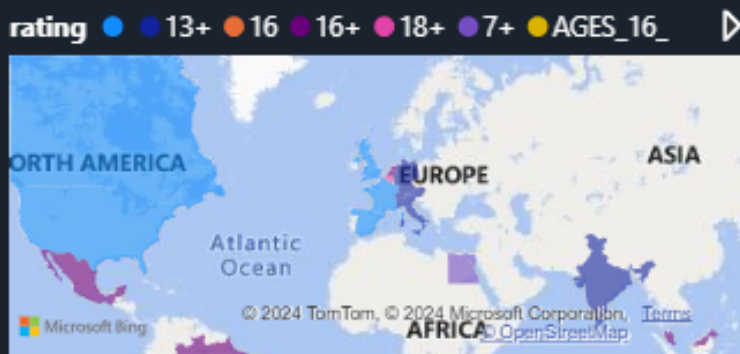 rating 13+ 16 16+ 18+ 7+ AGES_16_
ORTH AMERICA
EUROPE
ASIA
Atlantic
Ocean
© 2024 TomTom, © 2024 Microsoft Corporation, Terms
Microsoft Bing
AFRICA
© OpenStreetMap